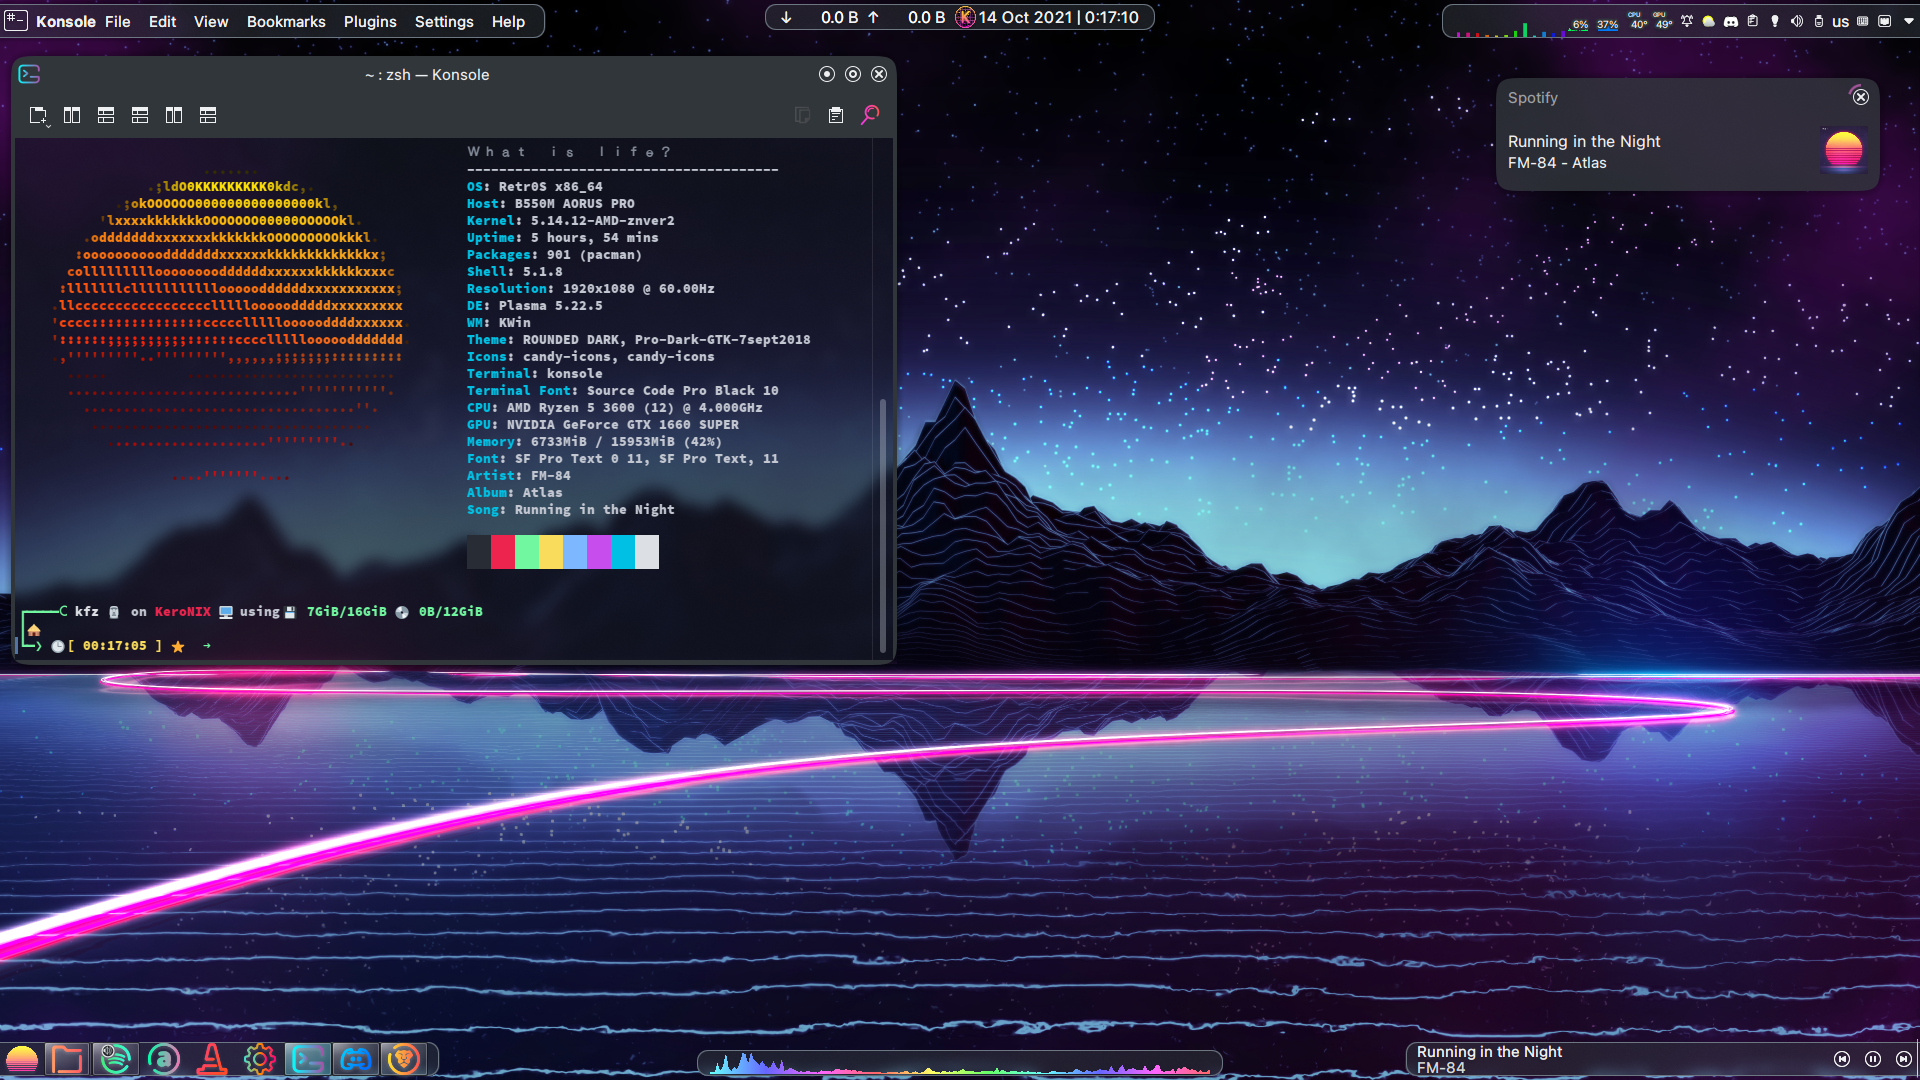 Konsole File Edit View Bookmarks Plugins Settings Help
↓ 0.0 B ↑ 0.0 B 14 Oct 2021 | 0:17:10
6% 37% CPU 40° GPU 49° us
~ : zsh — Konsole
What is life?
---------------------------------------
OS: Retr0S x86_64
Host: B550M AORUS PRO
Kernel: 5.14.12-AMD-znver2
Uptime: 5 hours, 54 mins
Packages: 901 (pacman)
Shell: 5.1.8
Resolution: 1920x1080 @ 60.00Hz
DE: Plasma 5.22.5
WM: KWin
Theme: ROUNDED DARK, Pro-Dark-GTK-7sept2018
Icons: candy-icons, candy-icons
Terminal: konsole
Terminal Font: Source Code Pro Black 10
CPU: AMD Ryzen 5 3600 (12) @ 4.000GHz
GPU: NVIDIA GeForce GTX 1660 SUPER
Memory: 6733MiB / 15953MiB (42%)
Font: SF Pro Text 0 11, SF Pro Text, 11
Artist: FM-84
Album: Atlas
Song: Running in the Night
kfz on KeroNIX using 7GiB/16GiB 0B/12GiB
[ 00:17:05 ] →
Spotify
Running in the Night
FM-84 - Atlas
Running in the Night
FM-84